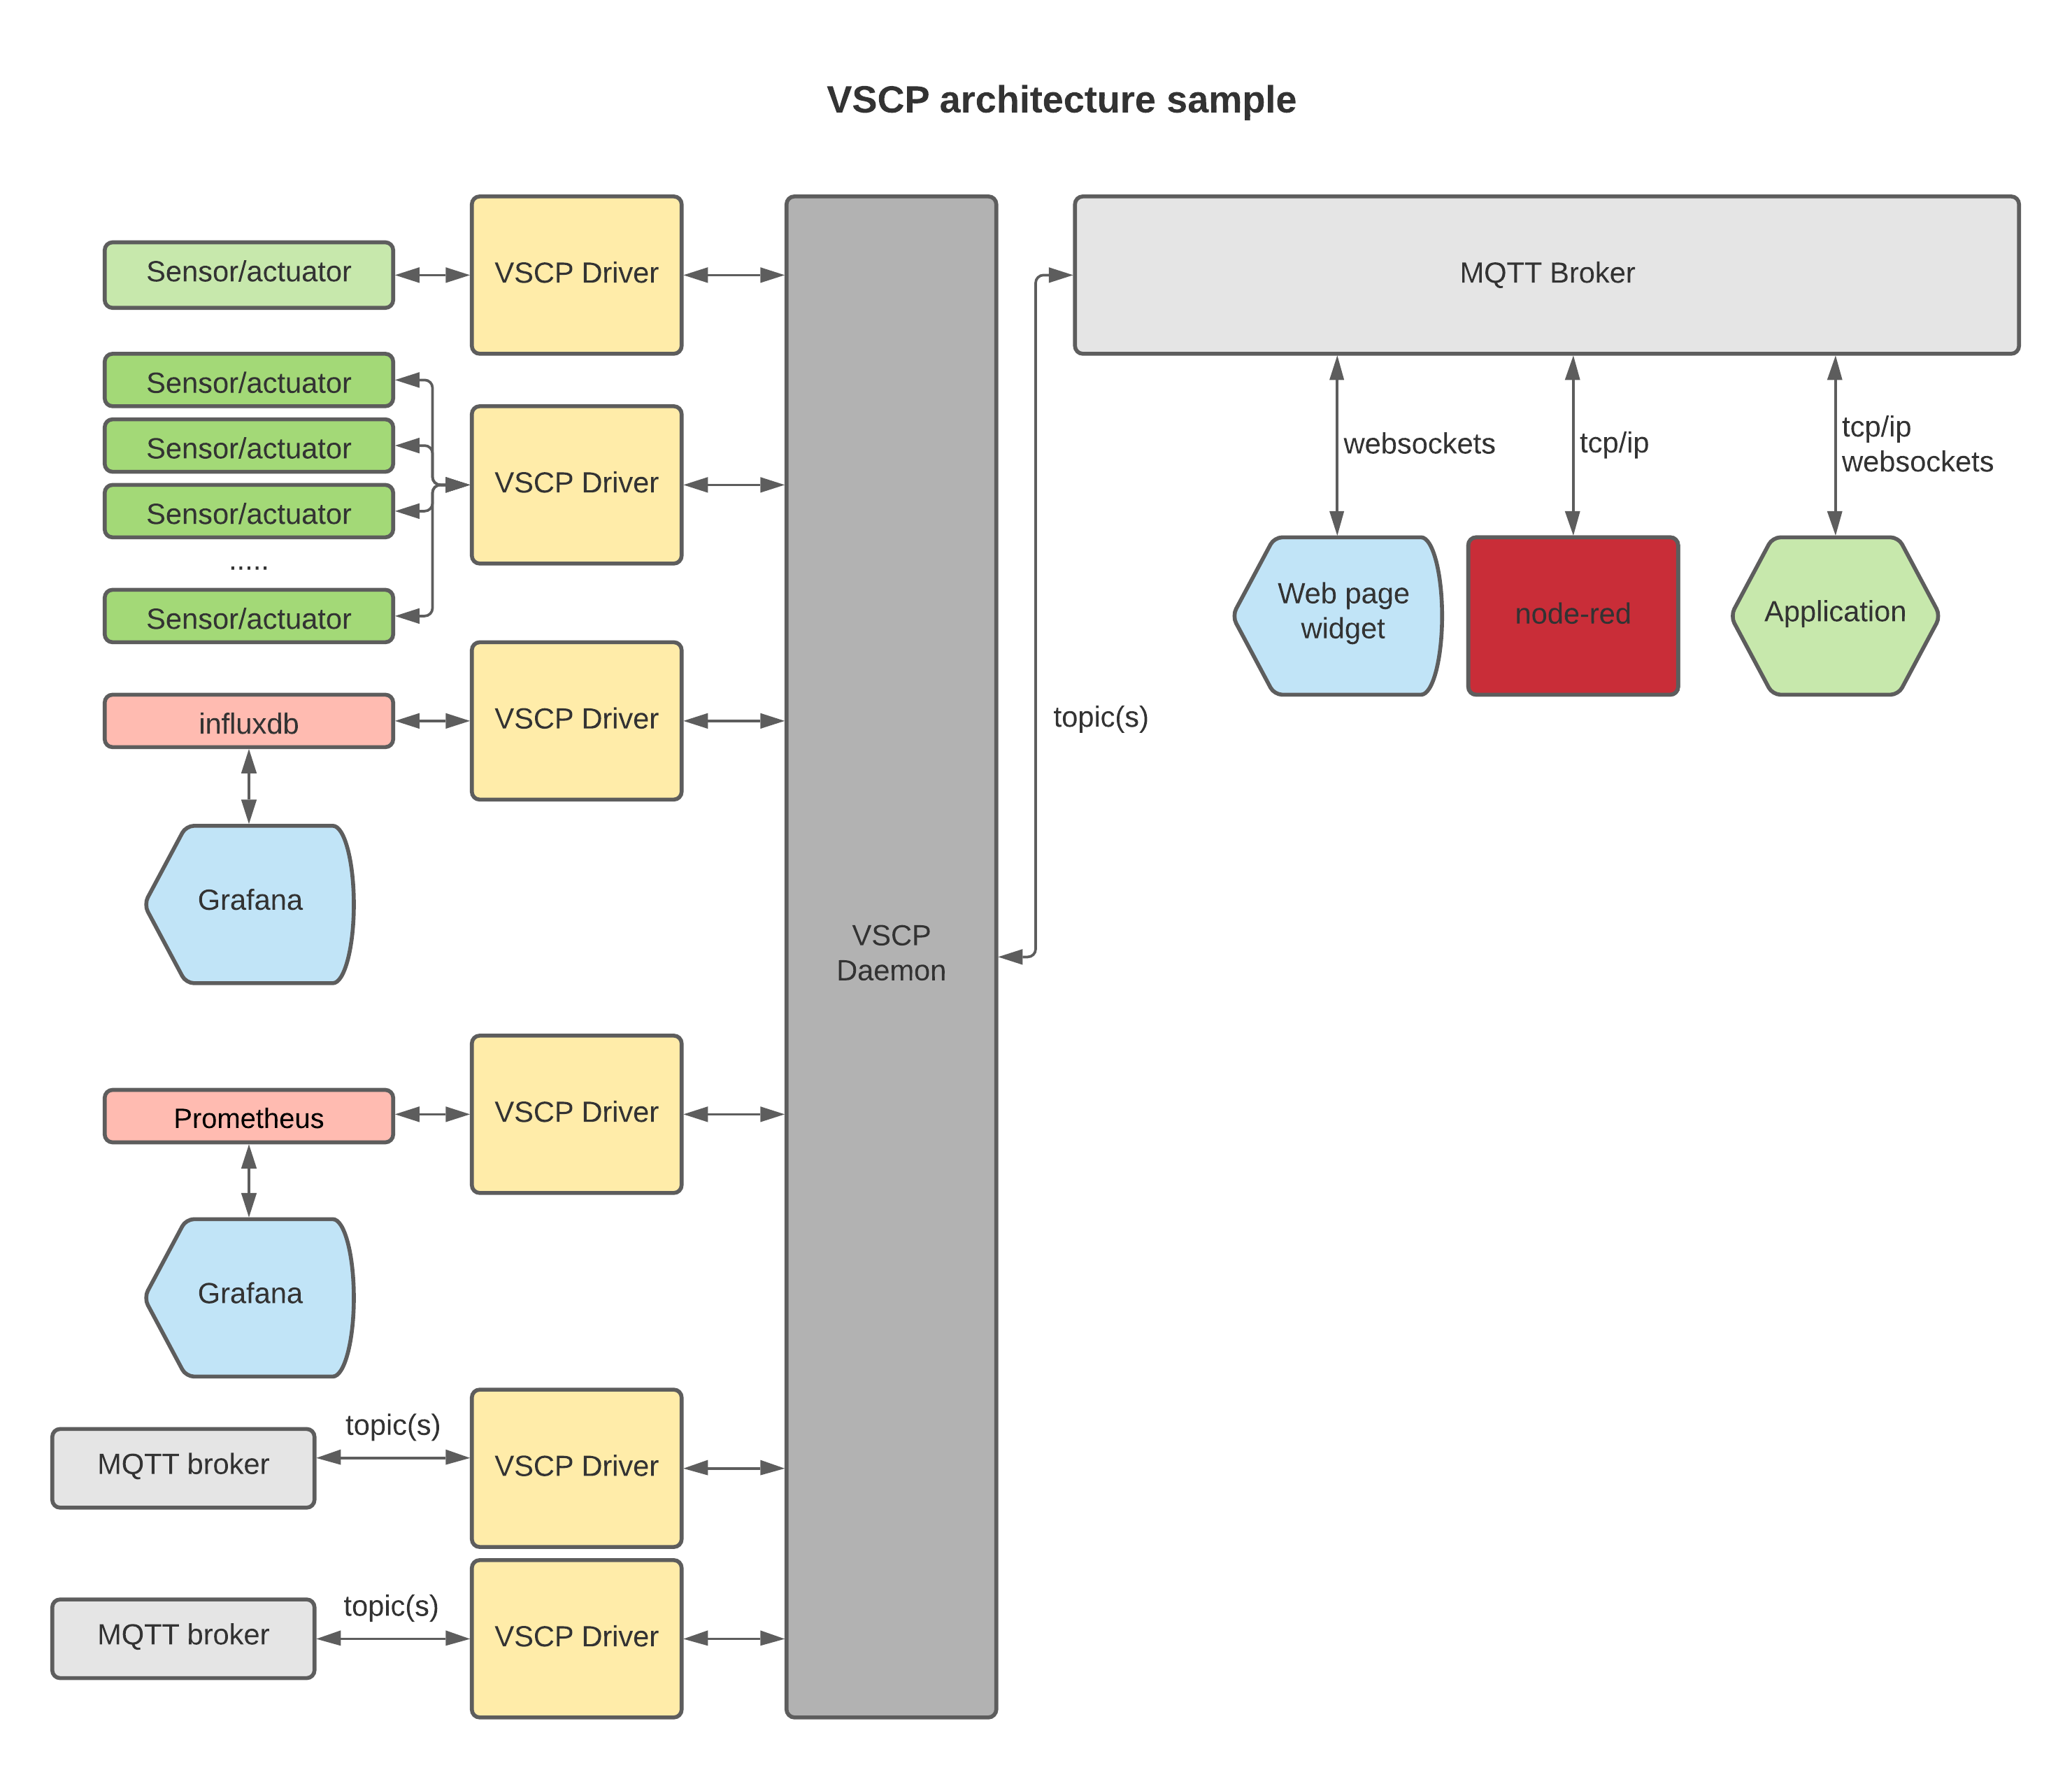 VSCP architecture sample
Sensor/actuator
VSCP Driver
MQTT Broker
Sensor/actuator
Sensor/actuator
Sensor/actuator
.....
Sensor/actuator
VSCP Driver
websockets
tcp/ip
tcp/ip
websockets
Web page
widget
node-red
Application
influxdb
VSCP Driver
topic(s)
Grafana
VSCP
Daemon
Prometheus
VSCP Driver
Grafana
topic(s)
MQTT broker
VSCP Driver
topic(s)
MQTT broker
VSCP Driver